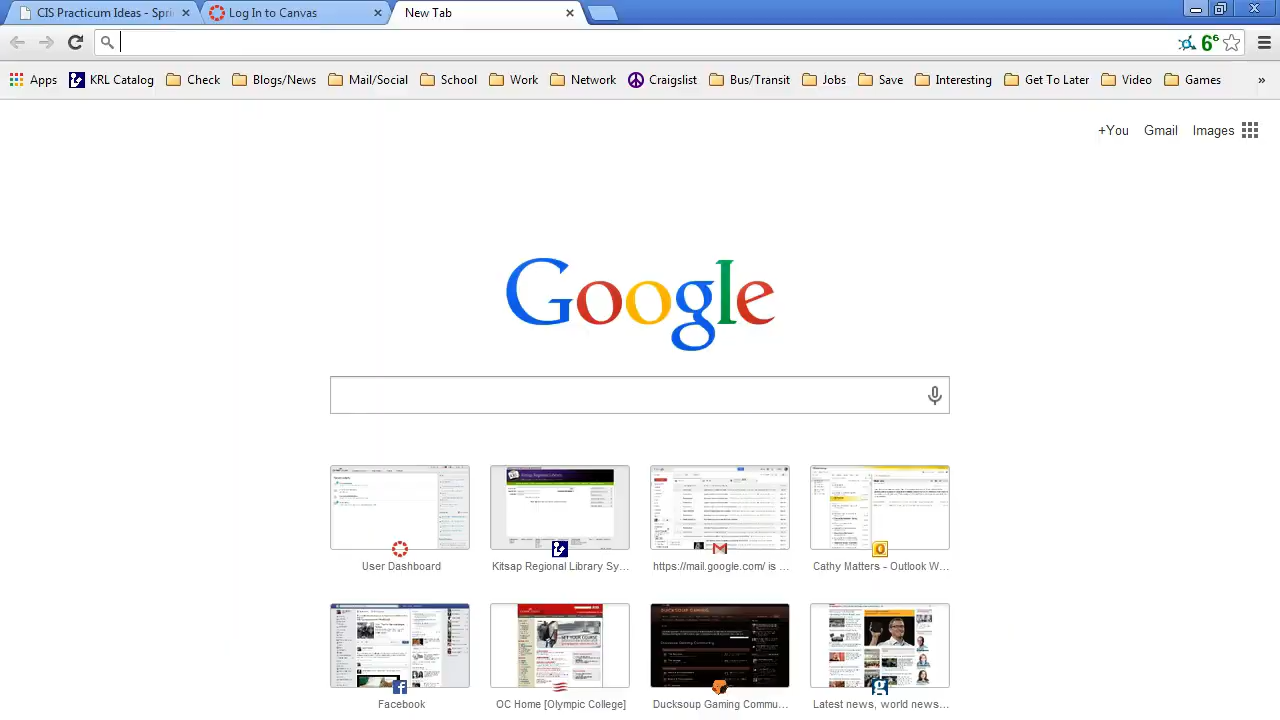 CIS Practicum Ideas - Spri
Log In to Canvas
New Tab
6⁶
Apps KRL Catalog Check Blogs/News Mail/Social School Work Network Craigslist Bus/Transit Jobs Save Interesting Get To Later Video Games »
+You Gmail Images
Google
User Dashboard
Kitsap Regional Library Sy...
https://mail.google.com/ is ...
Cathy Matters - Outlook W...
Facebook
OC Home [Olympic College]
Ducksoup Gaming Commu...
Latest news, world news...